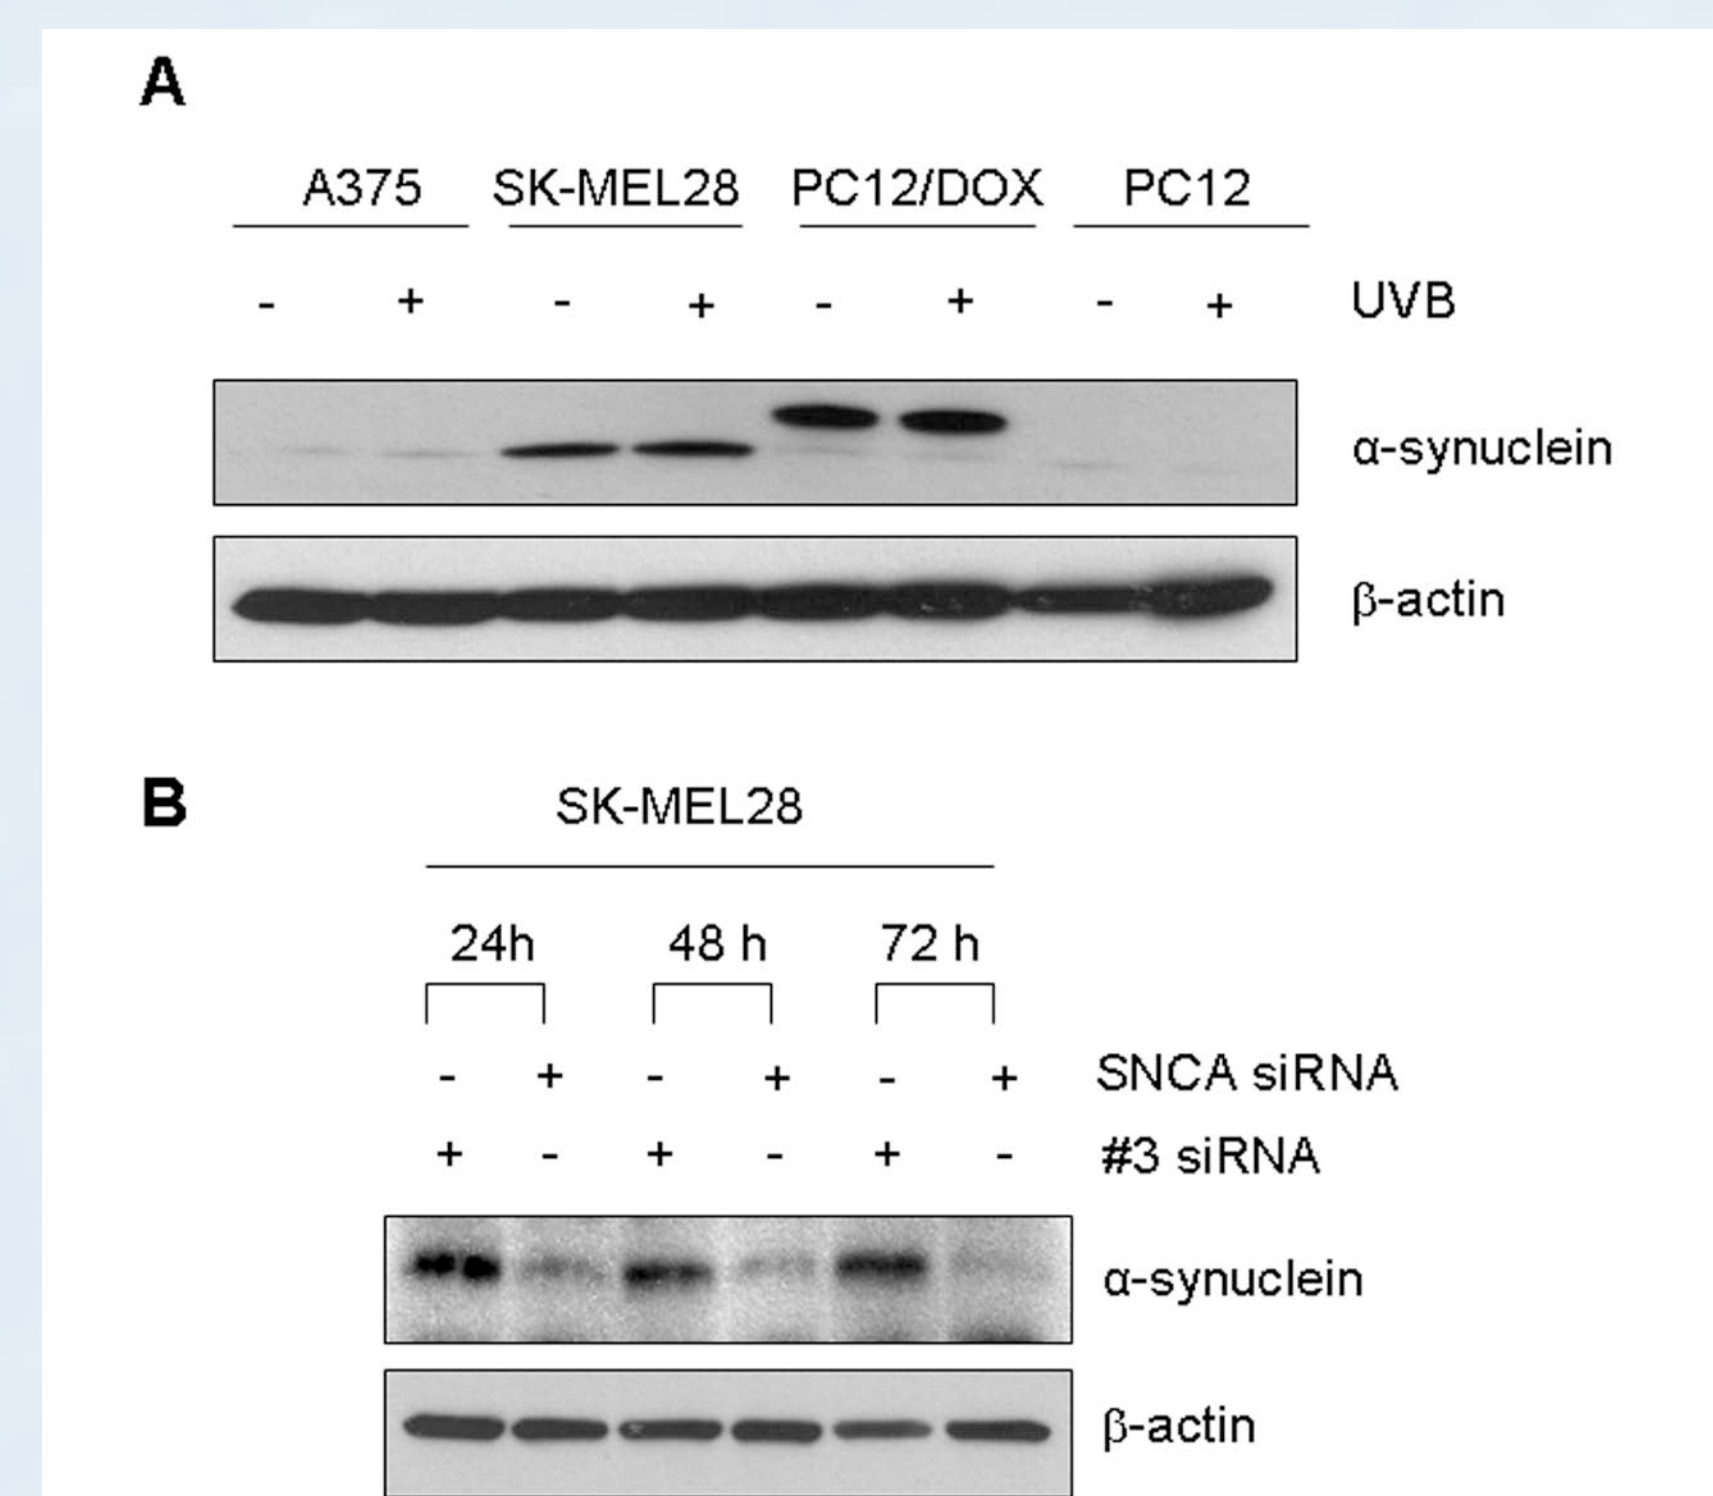 A
A375 SK-MEL28 PC12/DOX PC12
- + - + - + - + UVB
α-synuclein
β-actin
B
SK-MEL28
24h 48 h 72 h
- + - + - + SNCA siRNA
+ - + - + - #3 siRNA
α-synuclein
β-actin